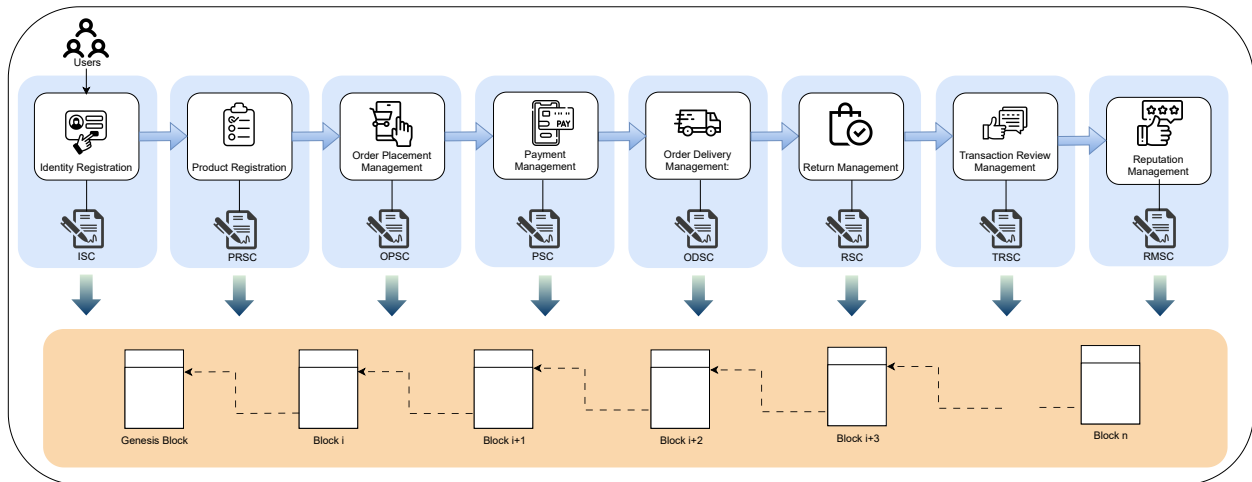 Users
Identity Registration
Product Registration
Order Placement
Management
PAY
Payment
Management
Order Delivery
Management:
Return Management
Transaction Review
Management
Reputation
Management
ISC
PRSC
OPSC
PSC
ODSC
RSC
TRSC
RMSC
Genesis Block
Block i
Block i+1
Block i+2
Block i+3
Block n